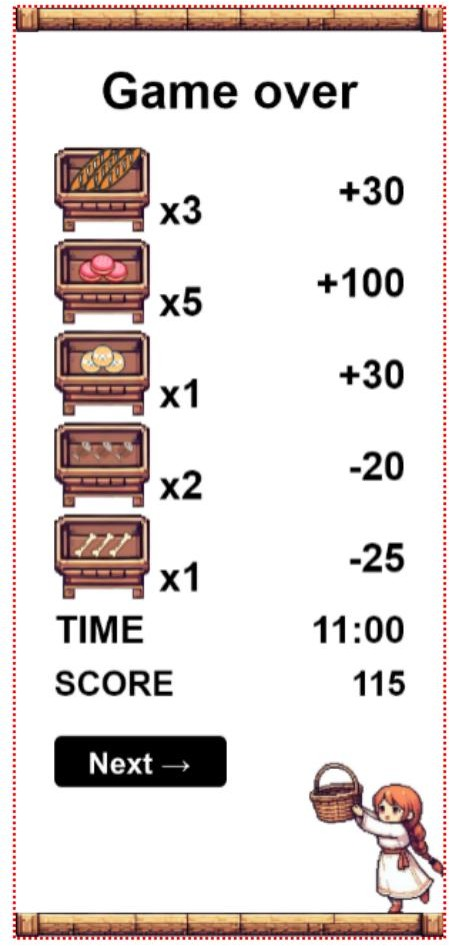 Game over
x3 +30
x5 +100
x1 +30
x2 -20
x1 -25
TIME 11:00
SCORE 115
Next →